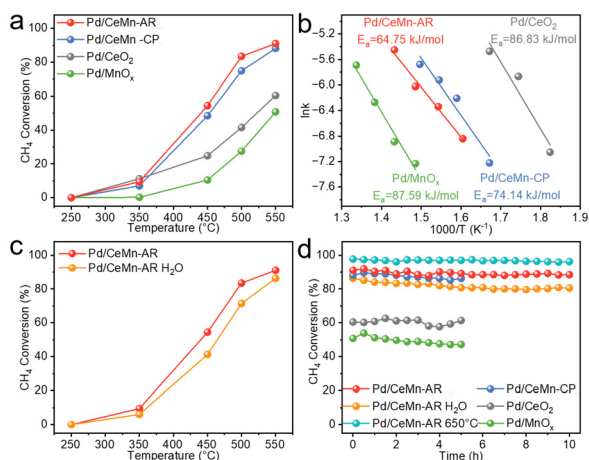 a
100
80
60
40
20
0
CH₄ Conversion (%)
Pd/CeMn-AR
Pd/CeMn -CP
Pd/CeO₂
Pd/MnOₓ
250 300 350 400 450 500 550
Temperature (°C)
b
-5.2
-5.6
-6.0
-6.4
-6.8
-7.2
-7.6
lnk
Pd/CeMn-AR
Eₐ=64.75 kJ/mol
Pd/CeO₂
Eₐ=86.83 kJ/mol
Pd/MnOₓ
Eₐ=87.59 kJ/mol
Pd/CeMn-CP
Eₐ=74.14 kJ/mol
1.3 1.4 1.5 1.6 1.7 1.8 1.9
1000/T (K⁻¹)
c
100
80
60
40
20
0
CH₄ Conversion (%)
Pd/CeMn-AR
Pd/CeMn-AR H₂O
250 300 350 400 450 500 550
Temperature (°C)
d
100
80
60
40
20
0
CH₄ Conversion (%)
Pd/CeMn-AR
Pd/CeMn-CP
Pd/CeMn-AR H₂O
Pd/CeO₂
Pd/CeMn-AR 650°C
Pd/MnOₓ
0 2 4 6 8 10
Time (h)